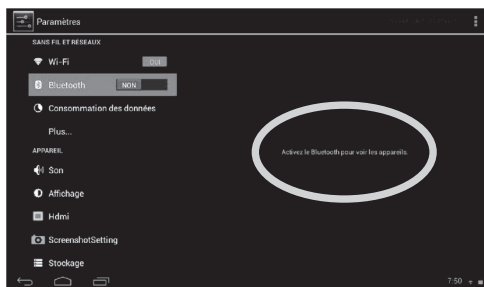 Paramètres
SANS FIL ET RÉSEAUX
Wi-Fi OUI
Bluetooth NON
Consommation des données
Plus...
Activez le Bluetooth pour voir les appareils.
APPAREIL
Son
Affichage
Hdmi
ScreenshotSetting
Stockage
7:50